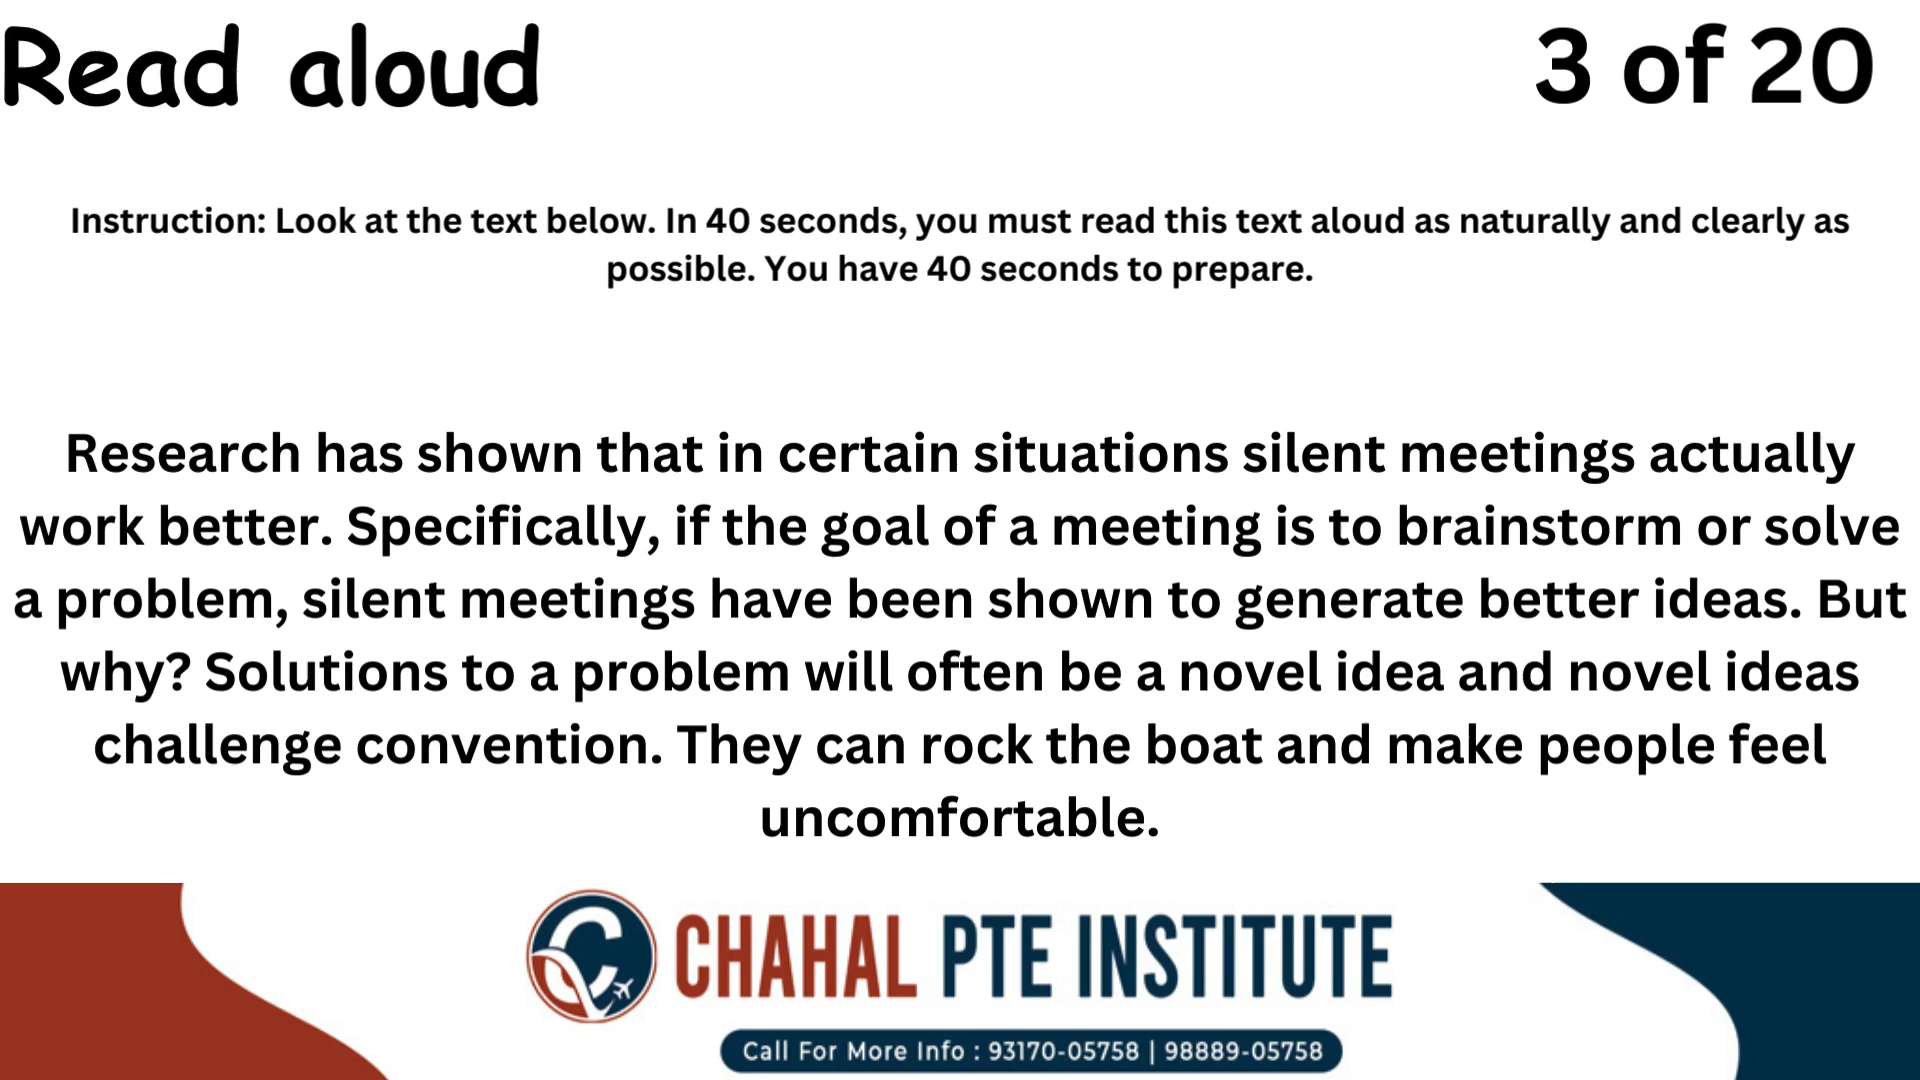 Read aloud
3 of 20
Instruction: Look at the text below. In 40 seconds, you must read this text aloud as naturally and clearly as
possible. You have 40 seconds to prepare.
Research has shown that in certain situations silent meetings actually
work better. Specifically, if the goal of a meeting is to brainstorm or solve
a problem, silent meetings have been shown to generate better ideas. But
why? Solutions to a problem will often be a novel idea and novel ideas
challenge convention. They can rock the boat and make people feel
uncomfortable.
CHAHAL PTE INSTITUTE
Call For More Info : 93170-05758 | 98889-05758